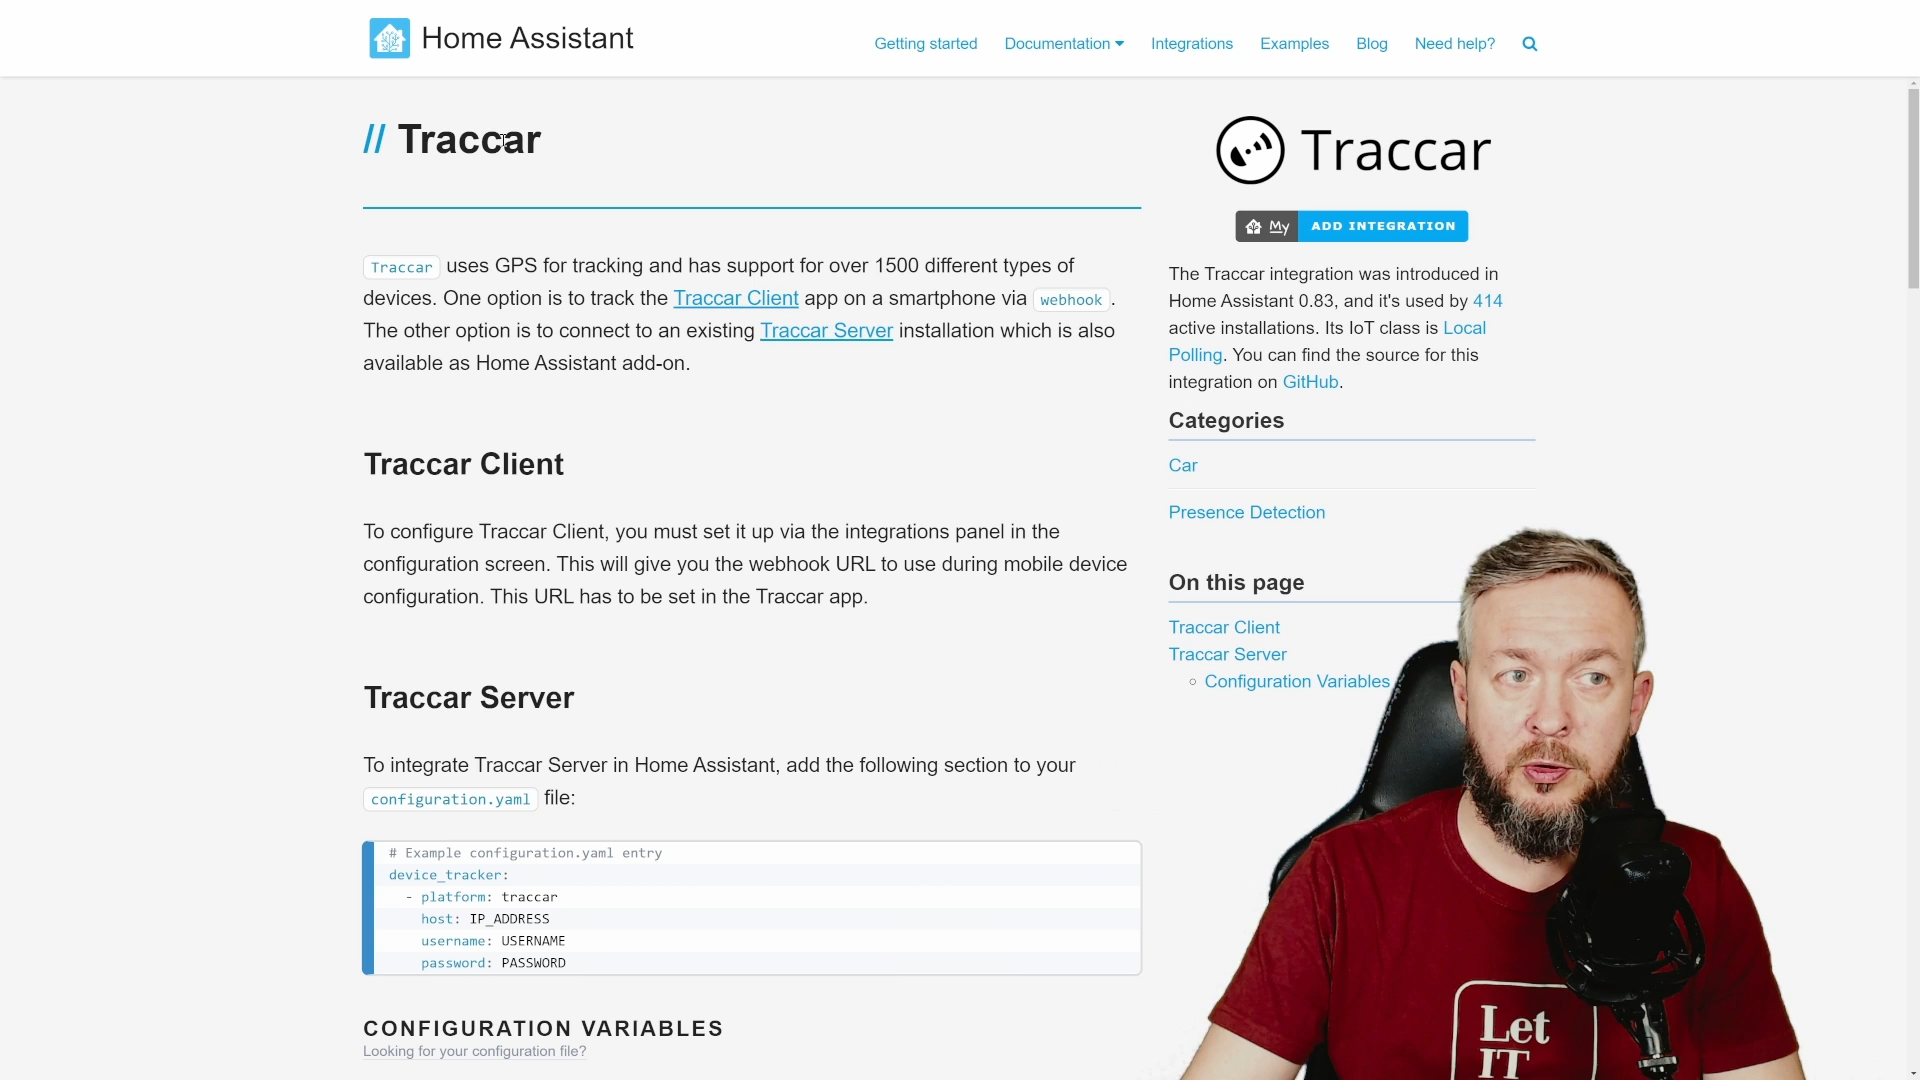 Home Assistant
Getting started
Documentation
Integrations
Examples
Blog
Need help?
// Traccar
Traccar uses GPS for tracking and has support for over 1500 different types of
devices. One option is to track the Traccar Client app on a smartphone via webhook .
The other option is to connect to an existing Traccar Server installation which is also
available as Home Assistant add-on.
Traccar Client
To configure Traccar Client, you must set it up via the integrations panel in the
configuration screen. This will give you the webhook URL to use during mobile device
configuration. This URL has to be set in the Traccar app.
Traccar Server
To integrate Traccar Server in Home Assistant, add the following section to your
configuration.yaml file:
# Example configuration.yaml entry
device_tracker:
  - platform: traccar
    host: IP_ADDRESS
    username: USERNAME
    password: PASSWORD
CONFIGURATION VARIABLES
Looking for your configuration file?
Traccar
My ADD INTEGRATION
The Traccar integration was introduced in
Home Assistant 0.83, and it's used by 414
active installations. Its IoT class is Local
Polling. You can find the source for this
integration on GitHub.
Categories
Car
Presence Detection
On this page
Traccar Client
Traccar Server
Configuration Variables
Let
IT